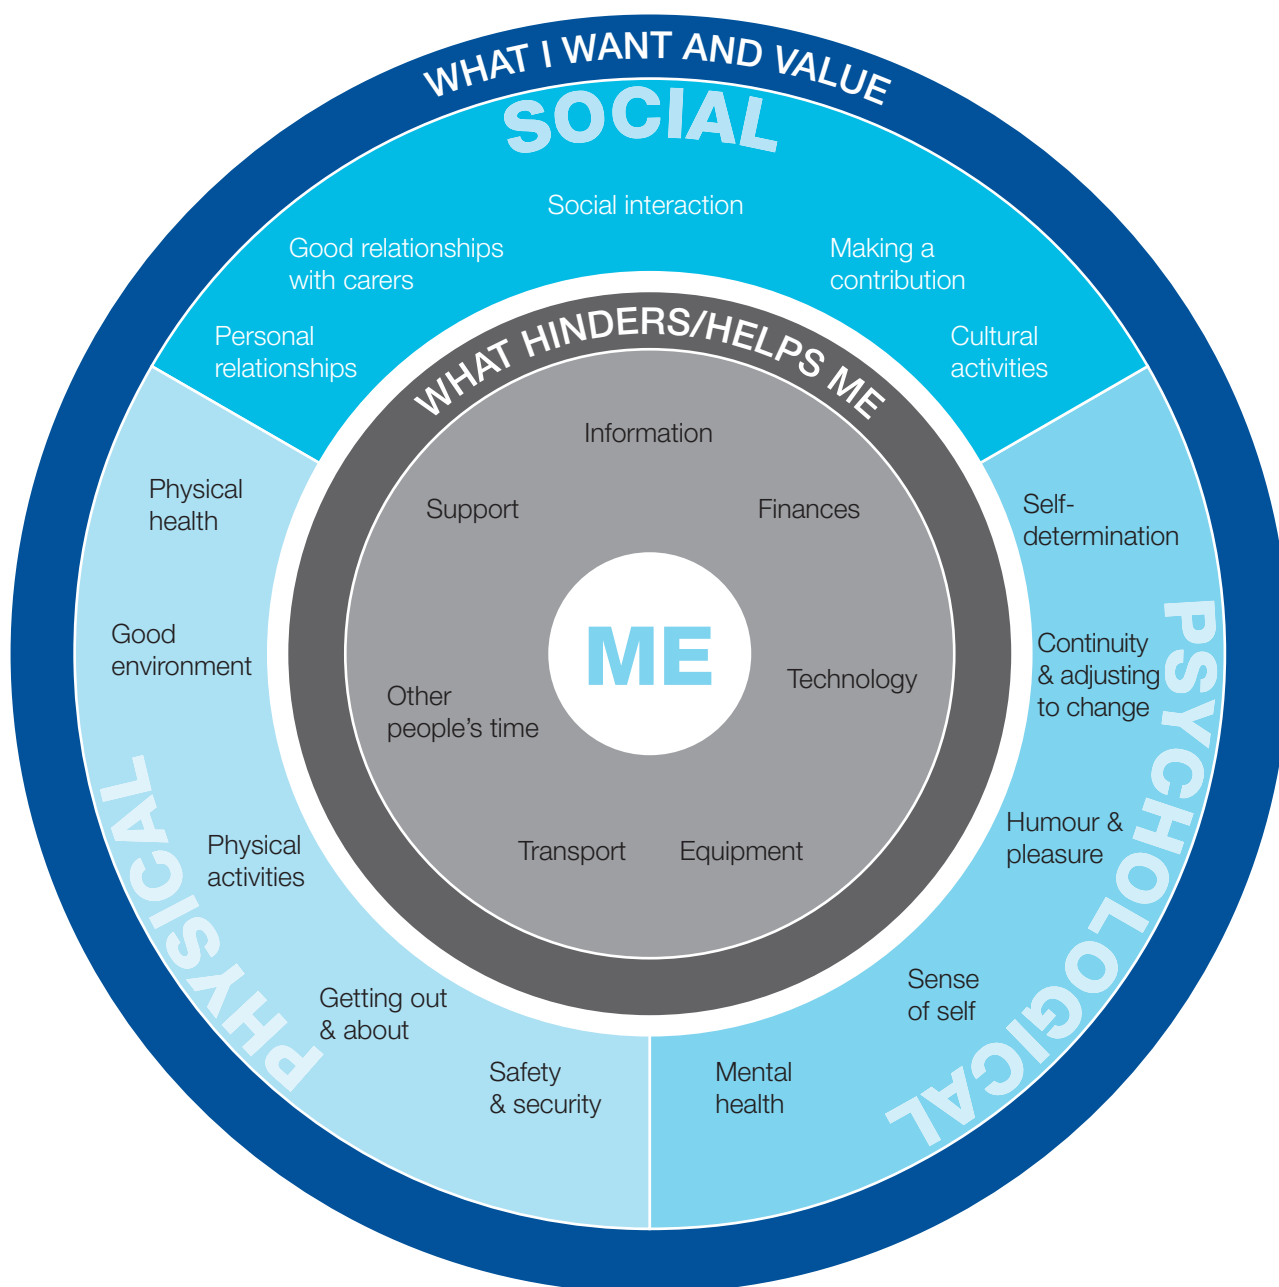 WHAT I WANT AND VALUE
SOCIAL
Social interaction
Good relationships
with carers
Making a
contribution
Personal
relationships
Cultural
activities
WHAT HINDERS/HELPS ME
Information
Support
Finances
ME
Technology
Other
people’s time
Transport
Equipment
Physical
health
Good
environment
PHYSICAL
Physical
activities
Getting out
& about
Safety
& security
Self-
determination
PSYCHOLOGICAL
Continuity
& adjusting
to change
Humour &
pleasure
Sense
of self
Mental
health